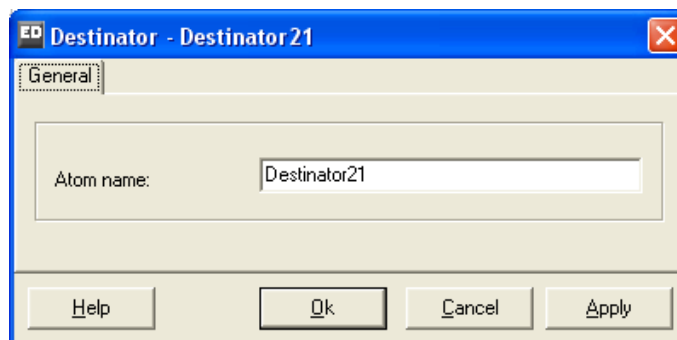 ED Destinator - Destinator21
General
Atom name: Destinator21
Help Ok Cancel Apply